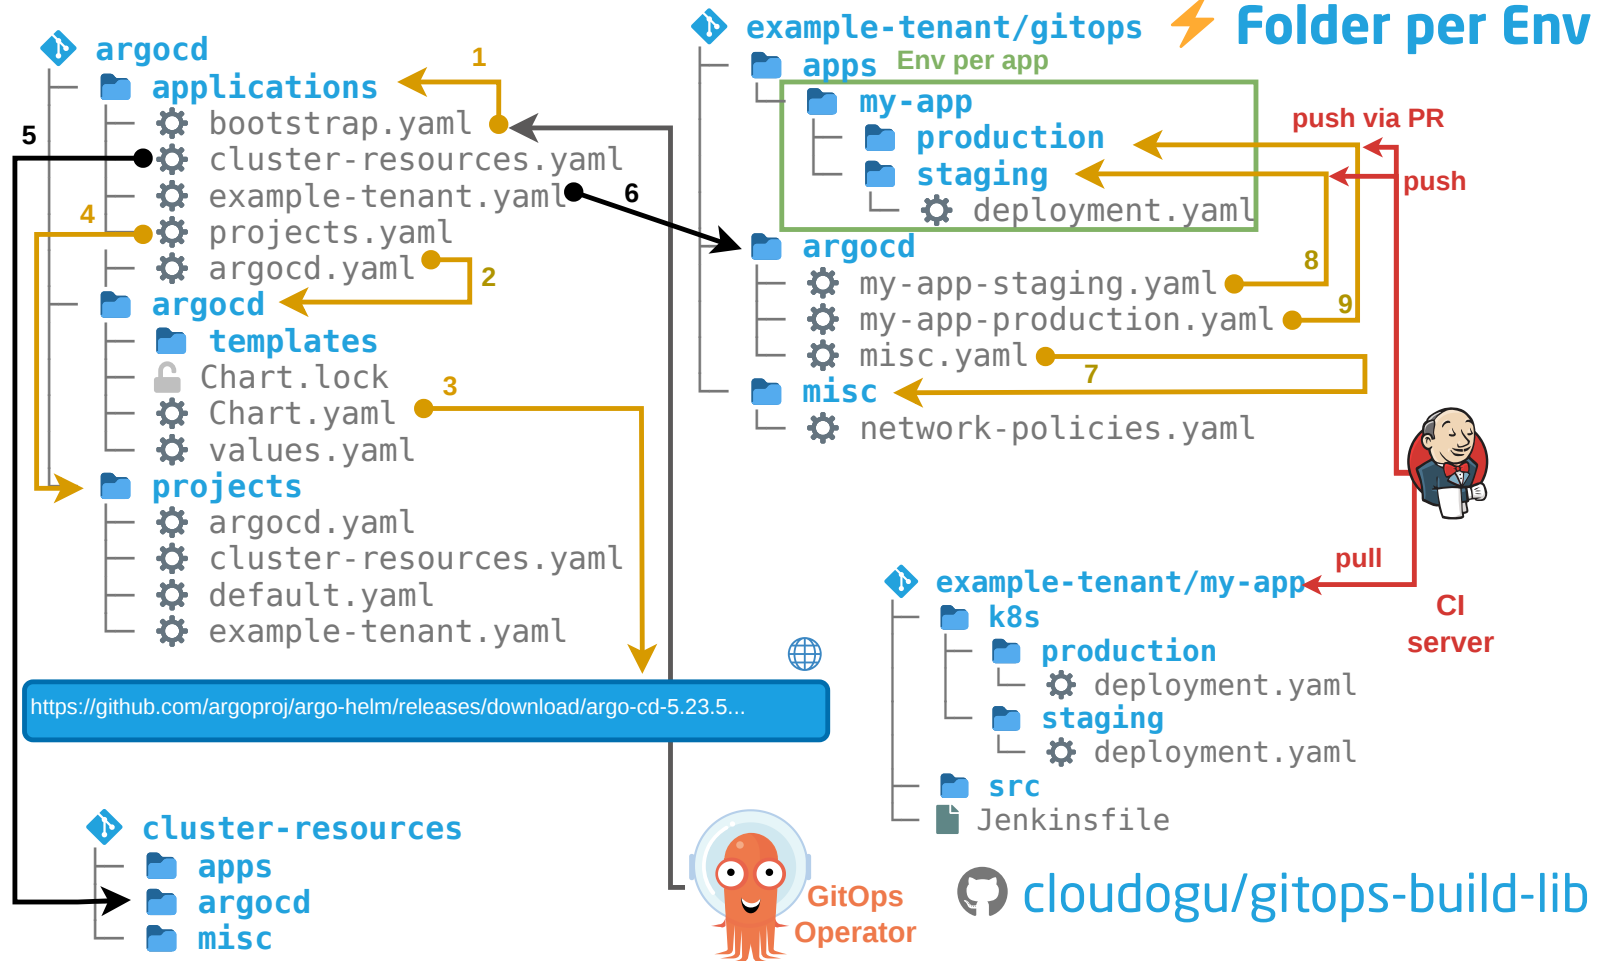 argocd
applications
bootstrap.yaml
cluster-resources.yaml
example-tenant.yaml
projects.yaml
argocd.yaml
argocd
templates
Chart.lock
Chart.yaml
values.yaml
projects
argocd.yaml
cluster-resources.yaml
default.yaml
example-tenant.yaml
1
5
6
4
2
3
https://github.com/argoproj/argo-helm/releases/download/argo-cd-5.23.5...
cluster-resources
apps
argocd
misc
GitOps
Operator
Folder per Env
example-tenant/gitops
apps
Env per app
my-app
production
staging
deployment.yaml
argocd
my-app-staging.yaml
my-app-production.yaml
misc.yaml
misc
network-policies.yaml
8
9
7
push via PR
push
pull
CI
server
example-tenant/my-app
k8s
production
deployment.yaml
staging
deployment.yaml
src
Jenkinsfile
cloudogu/gitops-build-lib